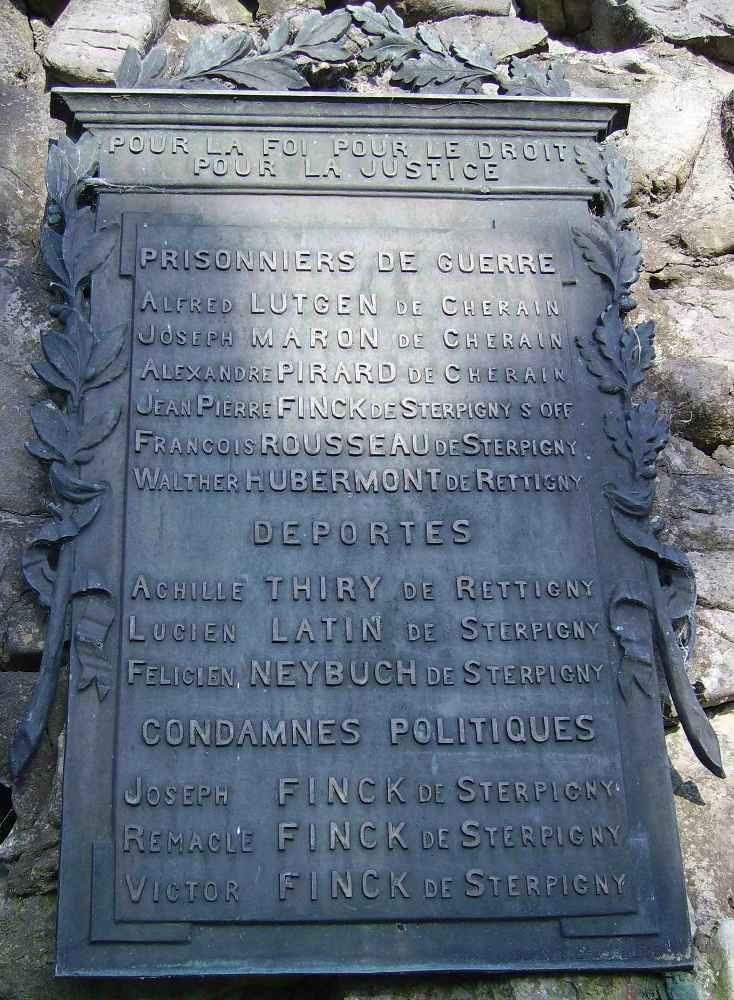 POUR LA FOI POUR LE DROIT
POUR LA JUSTICE
PRISONNIERS DE GUERRE
ALFRED LUTGEN DE CHERAIN
JOSEPH MARON DE CHERAIN
ALEXANDRE PIRARD DE CHERAIN
JEAN PIERRE FINCK DE STERPIGNY S OFF
FRANCOIS ROUSSEAU DE STERPIGNY
WALTHER HUBERMONT DE RETTIGNY
DEPORTES
ACHILLE THIRY DE RETTIGNY
LUCIEN LATIN DE STERPIGNY
FELICIEN NEYBUCH DE STERPIGNY
CONDAMNES POLITIQUES
JOSEPH FINCK DE STERPIGNY
REMACLE FINCK DE STERPIGNY
VICTOR FINCK DE STERPIGNY